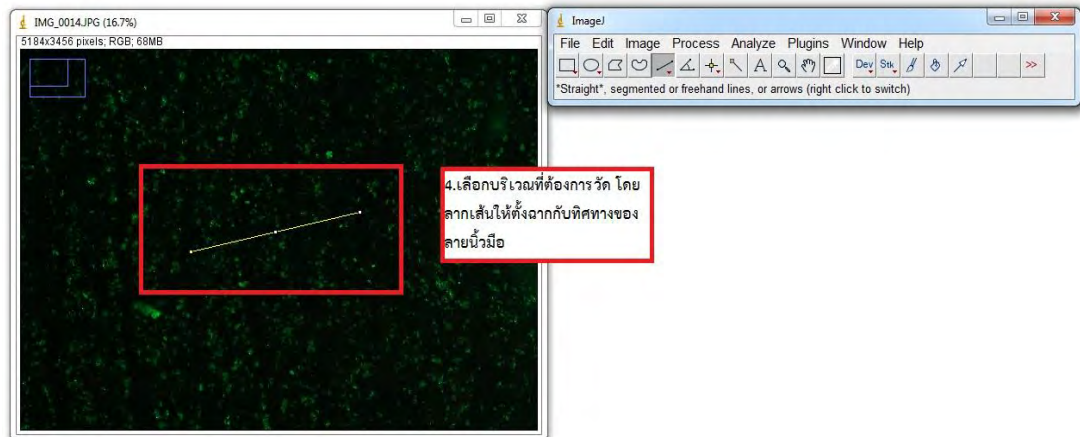 IMG_0014.JPG (16.7%)
5184x3456 pixels; RGB; 68MB
ImageJ
File Edit Image Process Analyze Plugins Window Help
A Dev Stk >>
*Straight*, segmented or freehand lines, or arrows (right click to switch)
4.เลือกบริเวณที่ต้องการวัด โดย
ลากเส้นให้ตั้งฉากกับทิศทางของ
ลายนิ้วมือ